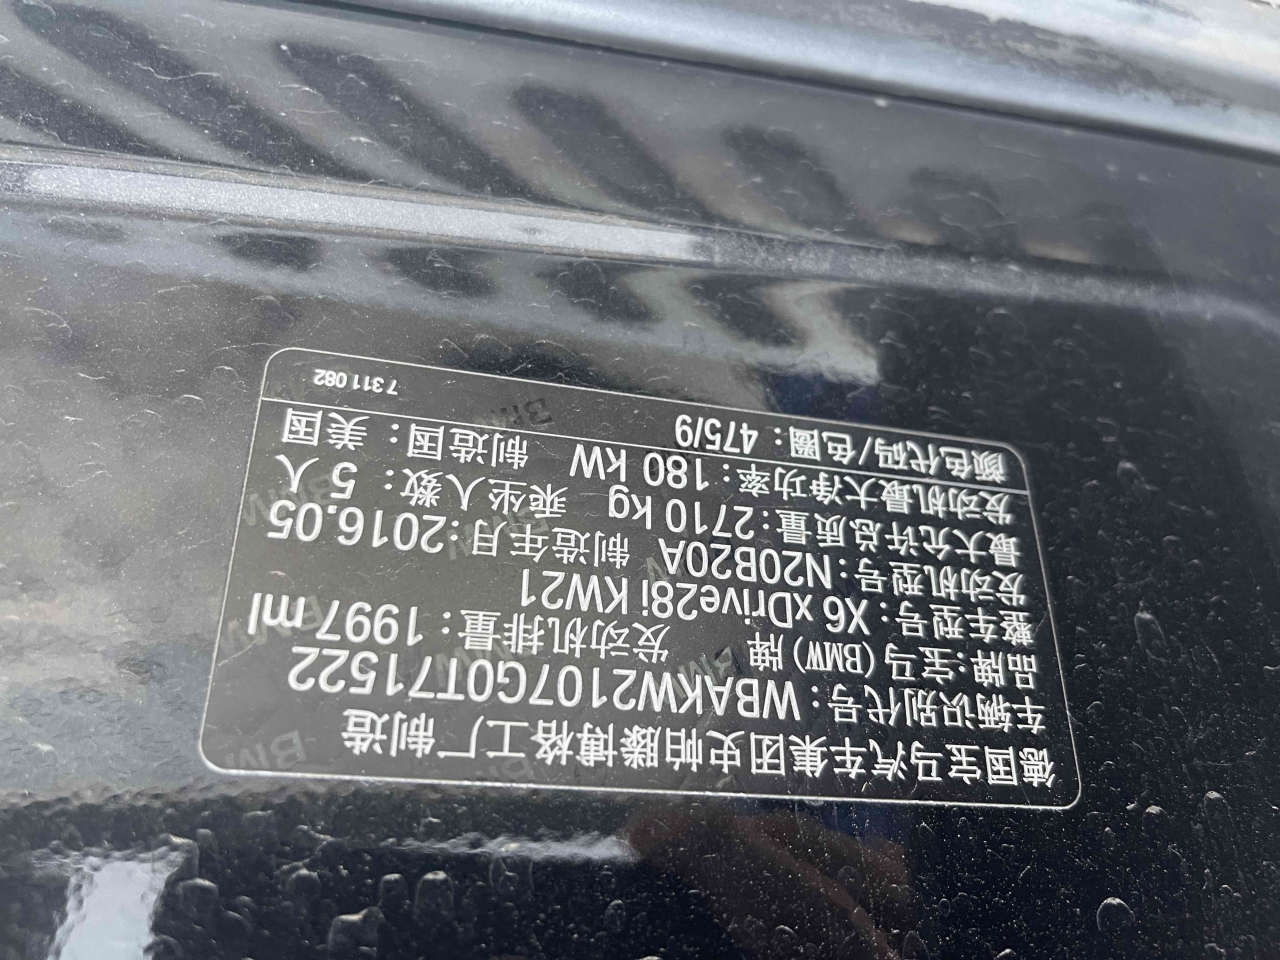 德国宝马汽车集团史帕滕博格工厂制造
车辆识别代号：WBAKW2107G0T71522
品牌：宝马(BMW)牌 发动机排量：1997ml
整车型号：X6 xDrive28i KW21
发动机型号：N20B20A 制造年月：2016.05
最大允许总质量：2710 kg 乘坐人数：5人
发动机最大净功率：180 kW 制造国：美国
颜色代码/色圈：475/9
7 311 082